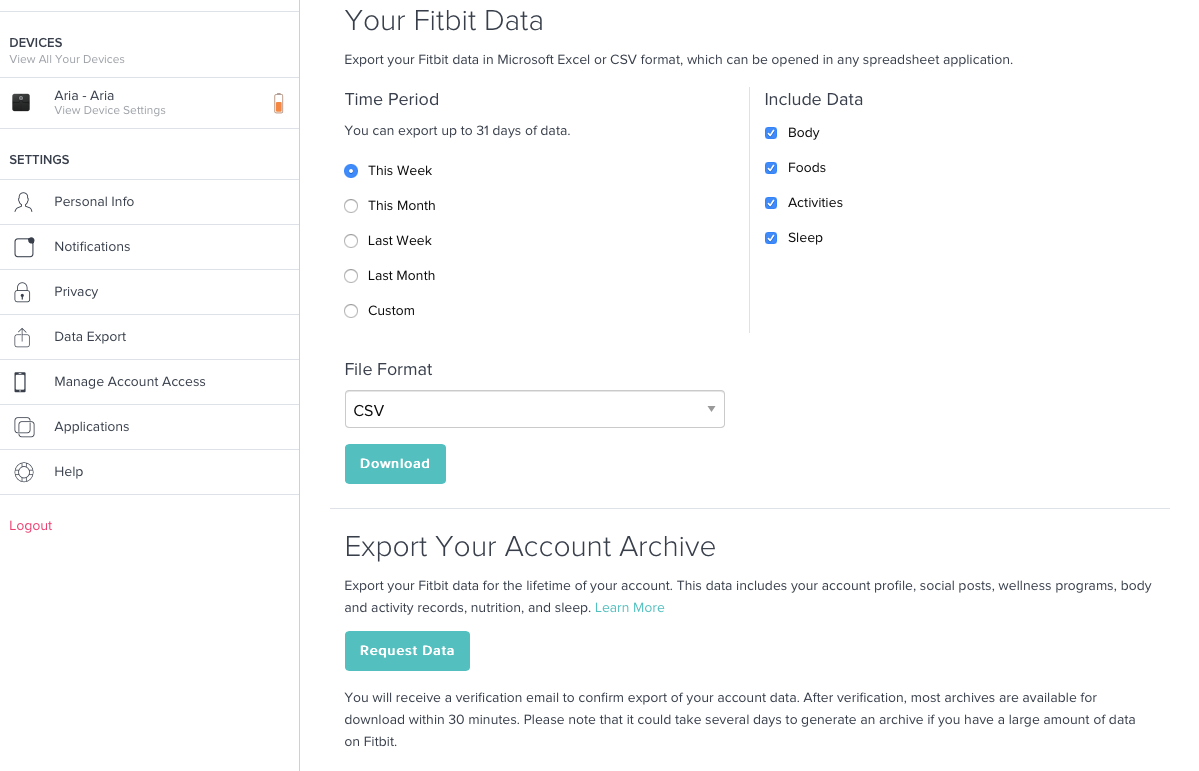 DEVICES
View All Your Devices
Aria - Aria
View Device Settings
SETTINGS
Personal Info
Notifications
Privacy
Data Export
Manage Account Access
Applications
Help
Logout
Your Fitbit Data
Export your Fitbit data in Microsoft Excel or CSV format, which can be opened in any spreadsheet application.
Time Period
You can export up to 31 days of data.
This Week
This Month
Last Week
Last Month
Custom
Include Data
Body
Foods
Activities
Sleep
File Format
CSV
Download
Export Your Account Archive
Export your Fitbit data for the lifetime of your account. This data includes your account profile, social posts, wellness programs, body
and activity records, nutrition, and sleep. Learn More
Request Data
You will receive a verification email to confirm export of your account data. After verification, most archives are available for
download within 30 minutes. Please note that it could take several days to generate an archive if you have a large amount of data
on Fitbit.